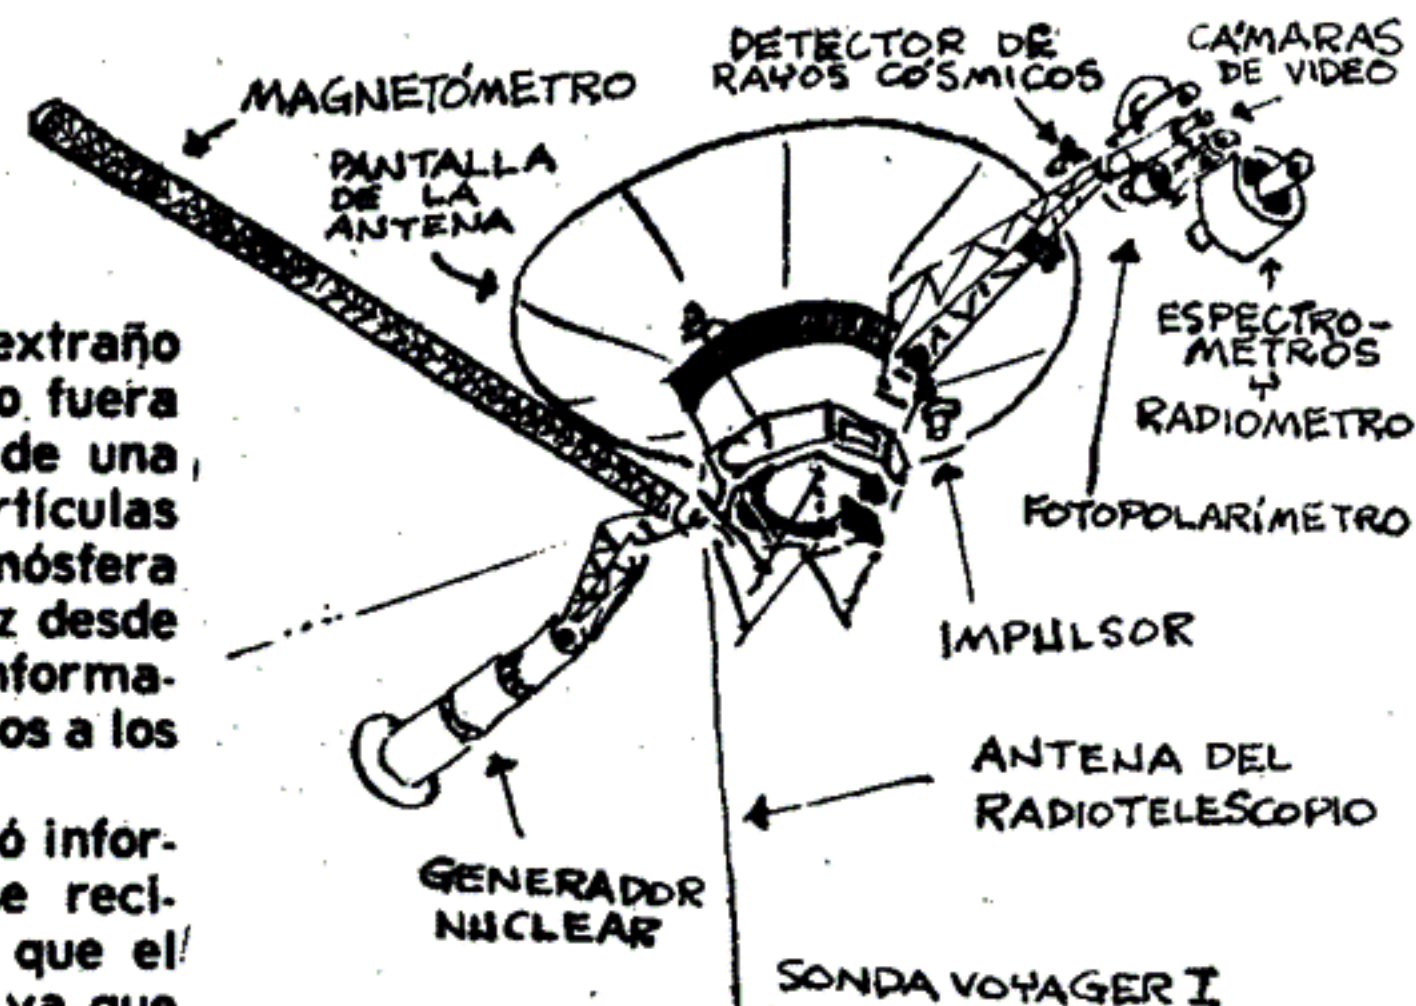 MAGNETÓMETRO
DETECTOR DE
RAYOS CÓSMICOS
CÁMARAS
DE VIDEO
PANTALLA
DE LA
ANTENA
ESPECTRO-
METROS
Y
RADIOMETRO
FOTOPOLARÍMETRO
IMPULSOR
ANTENA DEL
RADIOTELESCOPIO
GENERADOR
NUCLEAR
SONDA VOYAGER I
extraño
o fuera
de una
rtículas
nósfera
z desde
nforma-
os a los
ó infor-
e reci-
que el
ya que